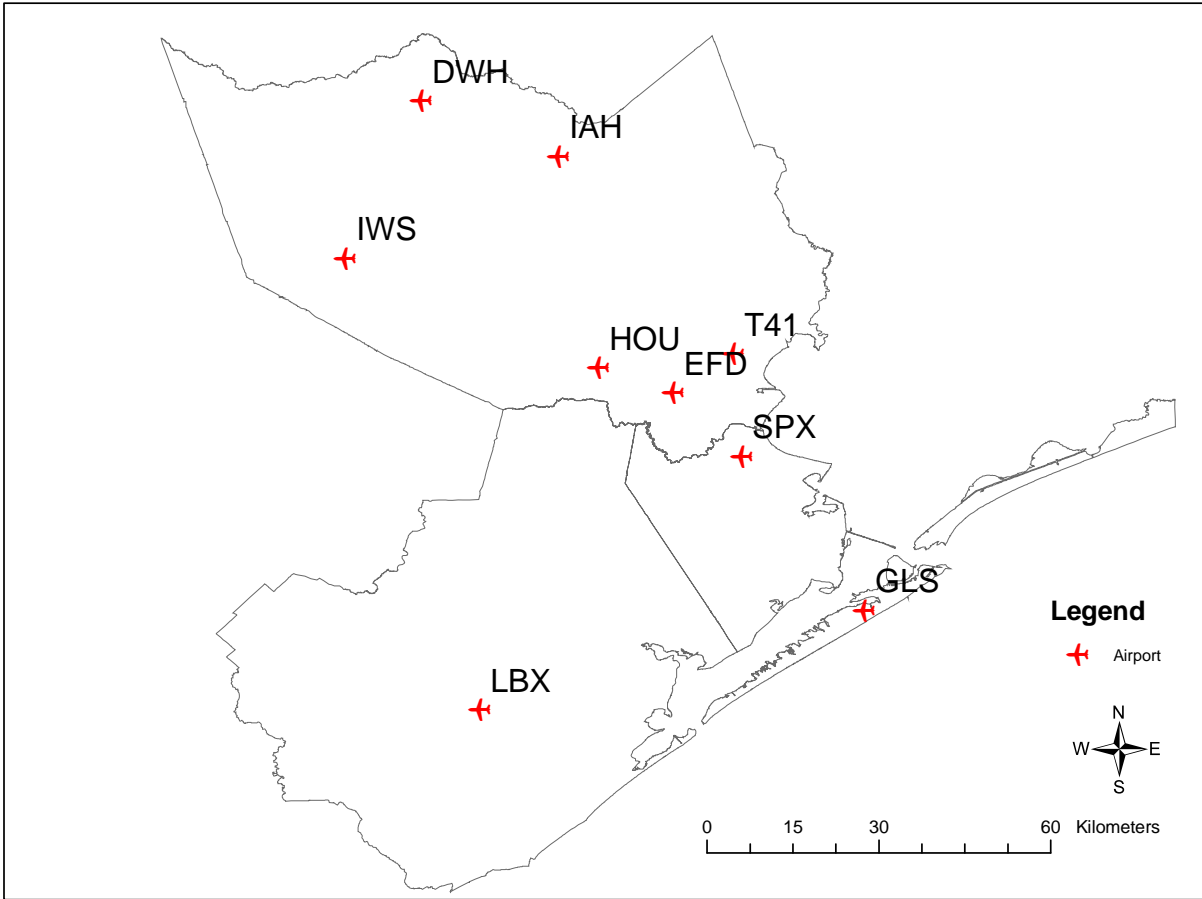 DWH
IAH
IWS
T41
HOU
EFD
SPX
GLS
Legend
Airport
LBX
N
W E
S
0 15 30 60 Kilometers